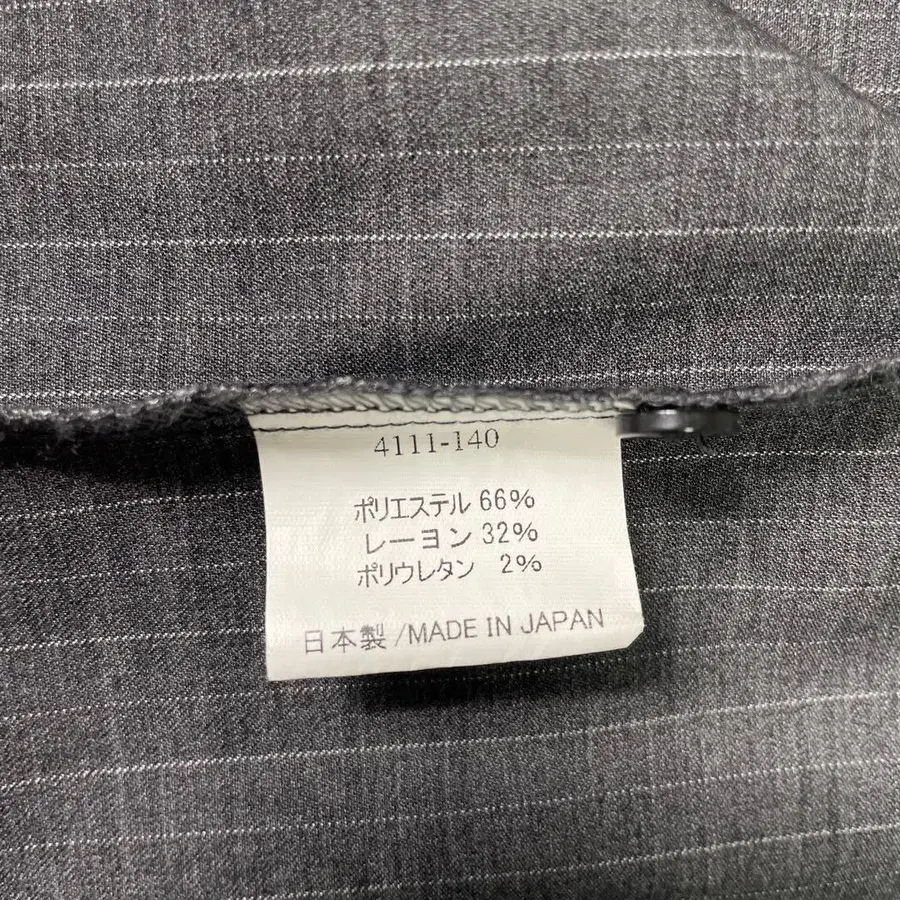 4111-140
ポリエステル 66%
レーヨン 32%
ポリウレタン 2%
日本製 /MADE IN JAPAN